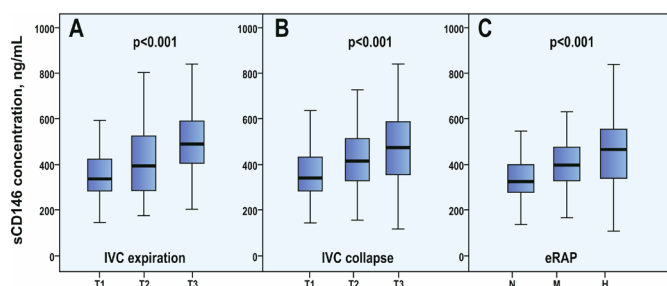 sCD146 concentration, ng/mL
A
p<0.001
1000
800
600
400
200
0
IVC expiration
T1 T2 T3
B
p<0.001
1000
800
600
400
200
0
IVC collapse
T1 T2 T3
C
p<0.001
1000
800
600
400
200
0
eRAP
N M H